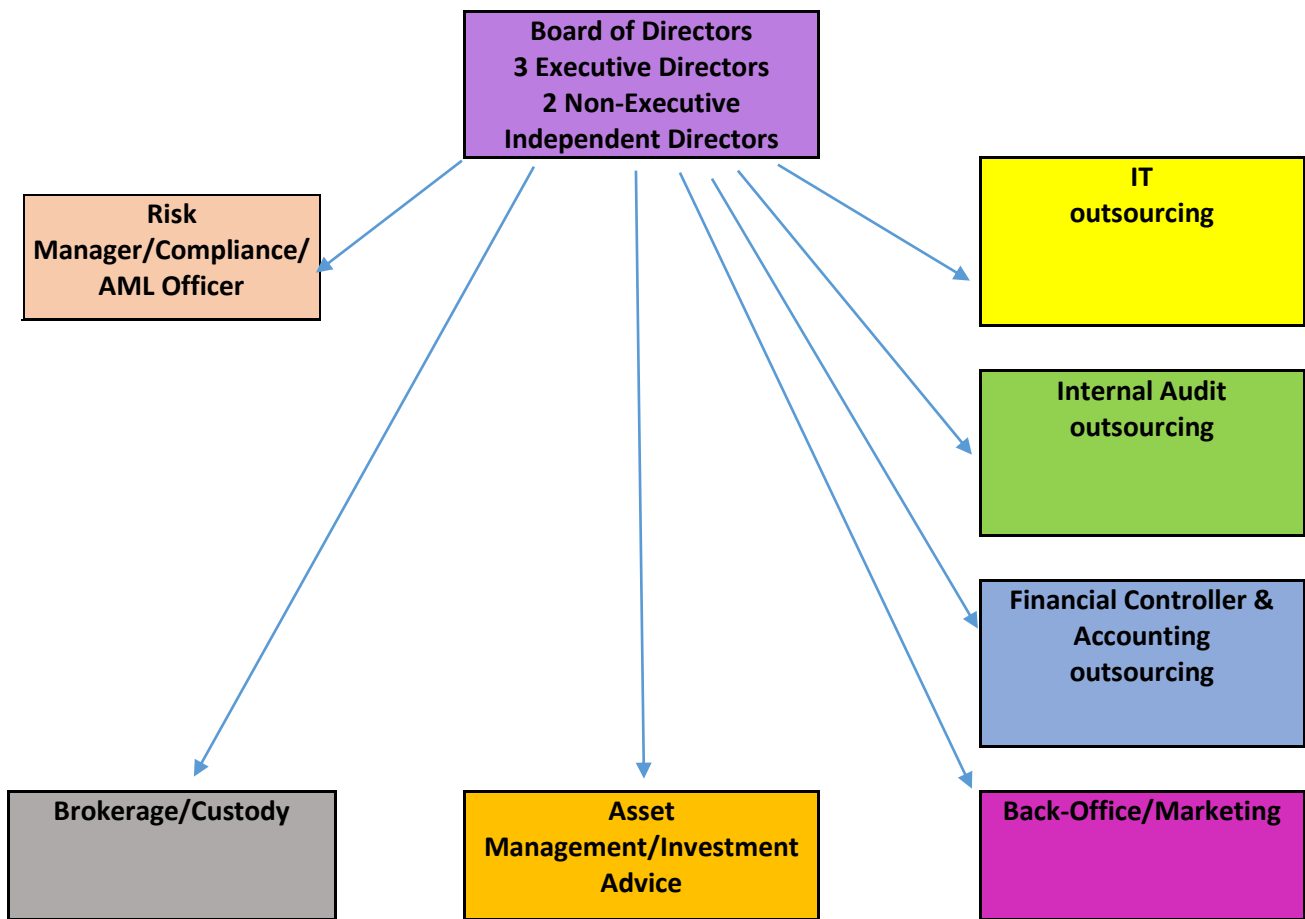 Board of Directors
3 Executive Directors
2 Non-Executive
Independent Directors
Risk
Manager/Compliance/
AML Officer
IT
outsourcing
Internal Audit
outsourcing
Financial Controller &
Accounting
outsourcing
Brokerage/Custody
Asset
Management/Investment
Advice
Back-Office/Marketing